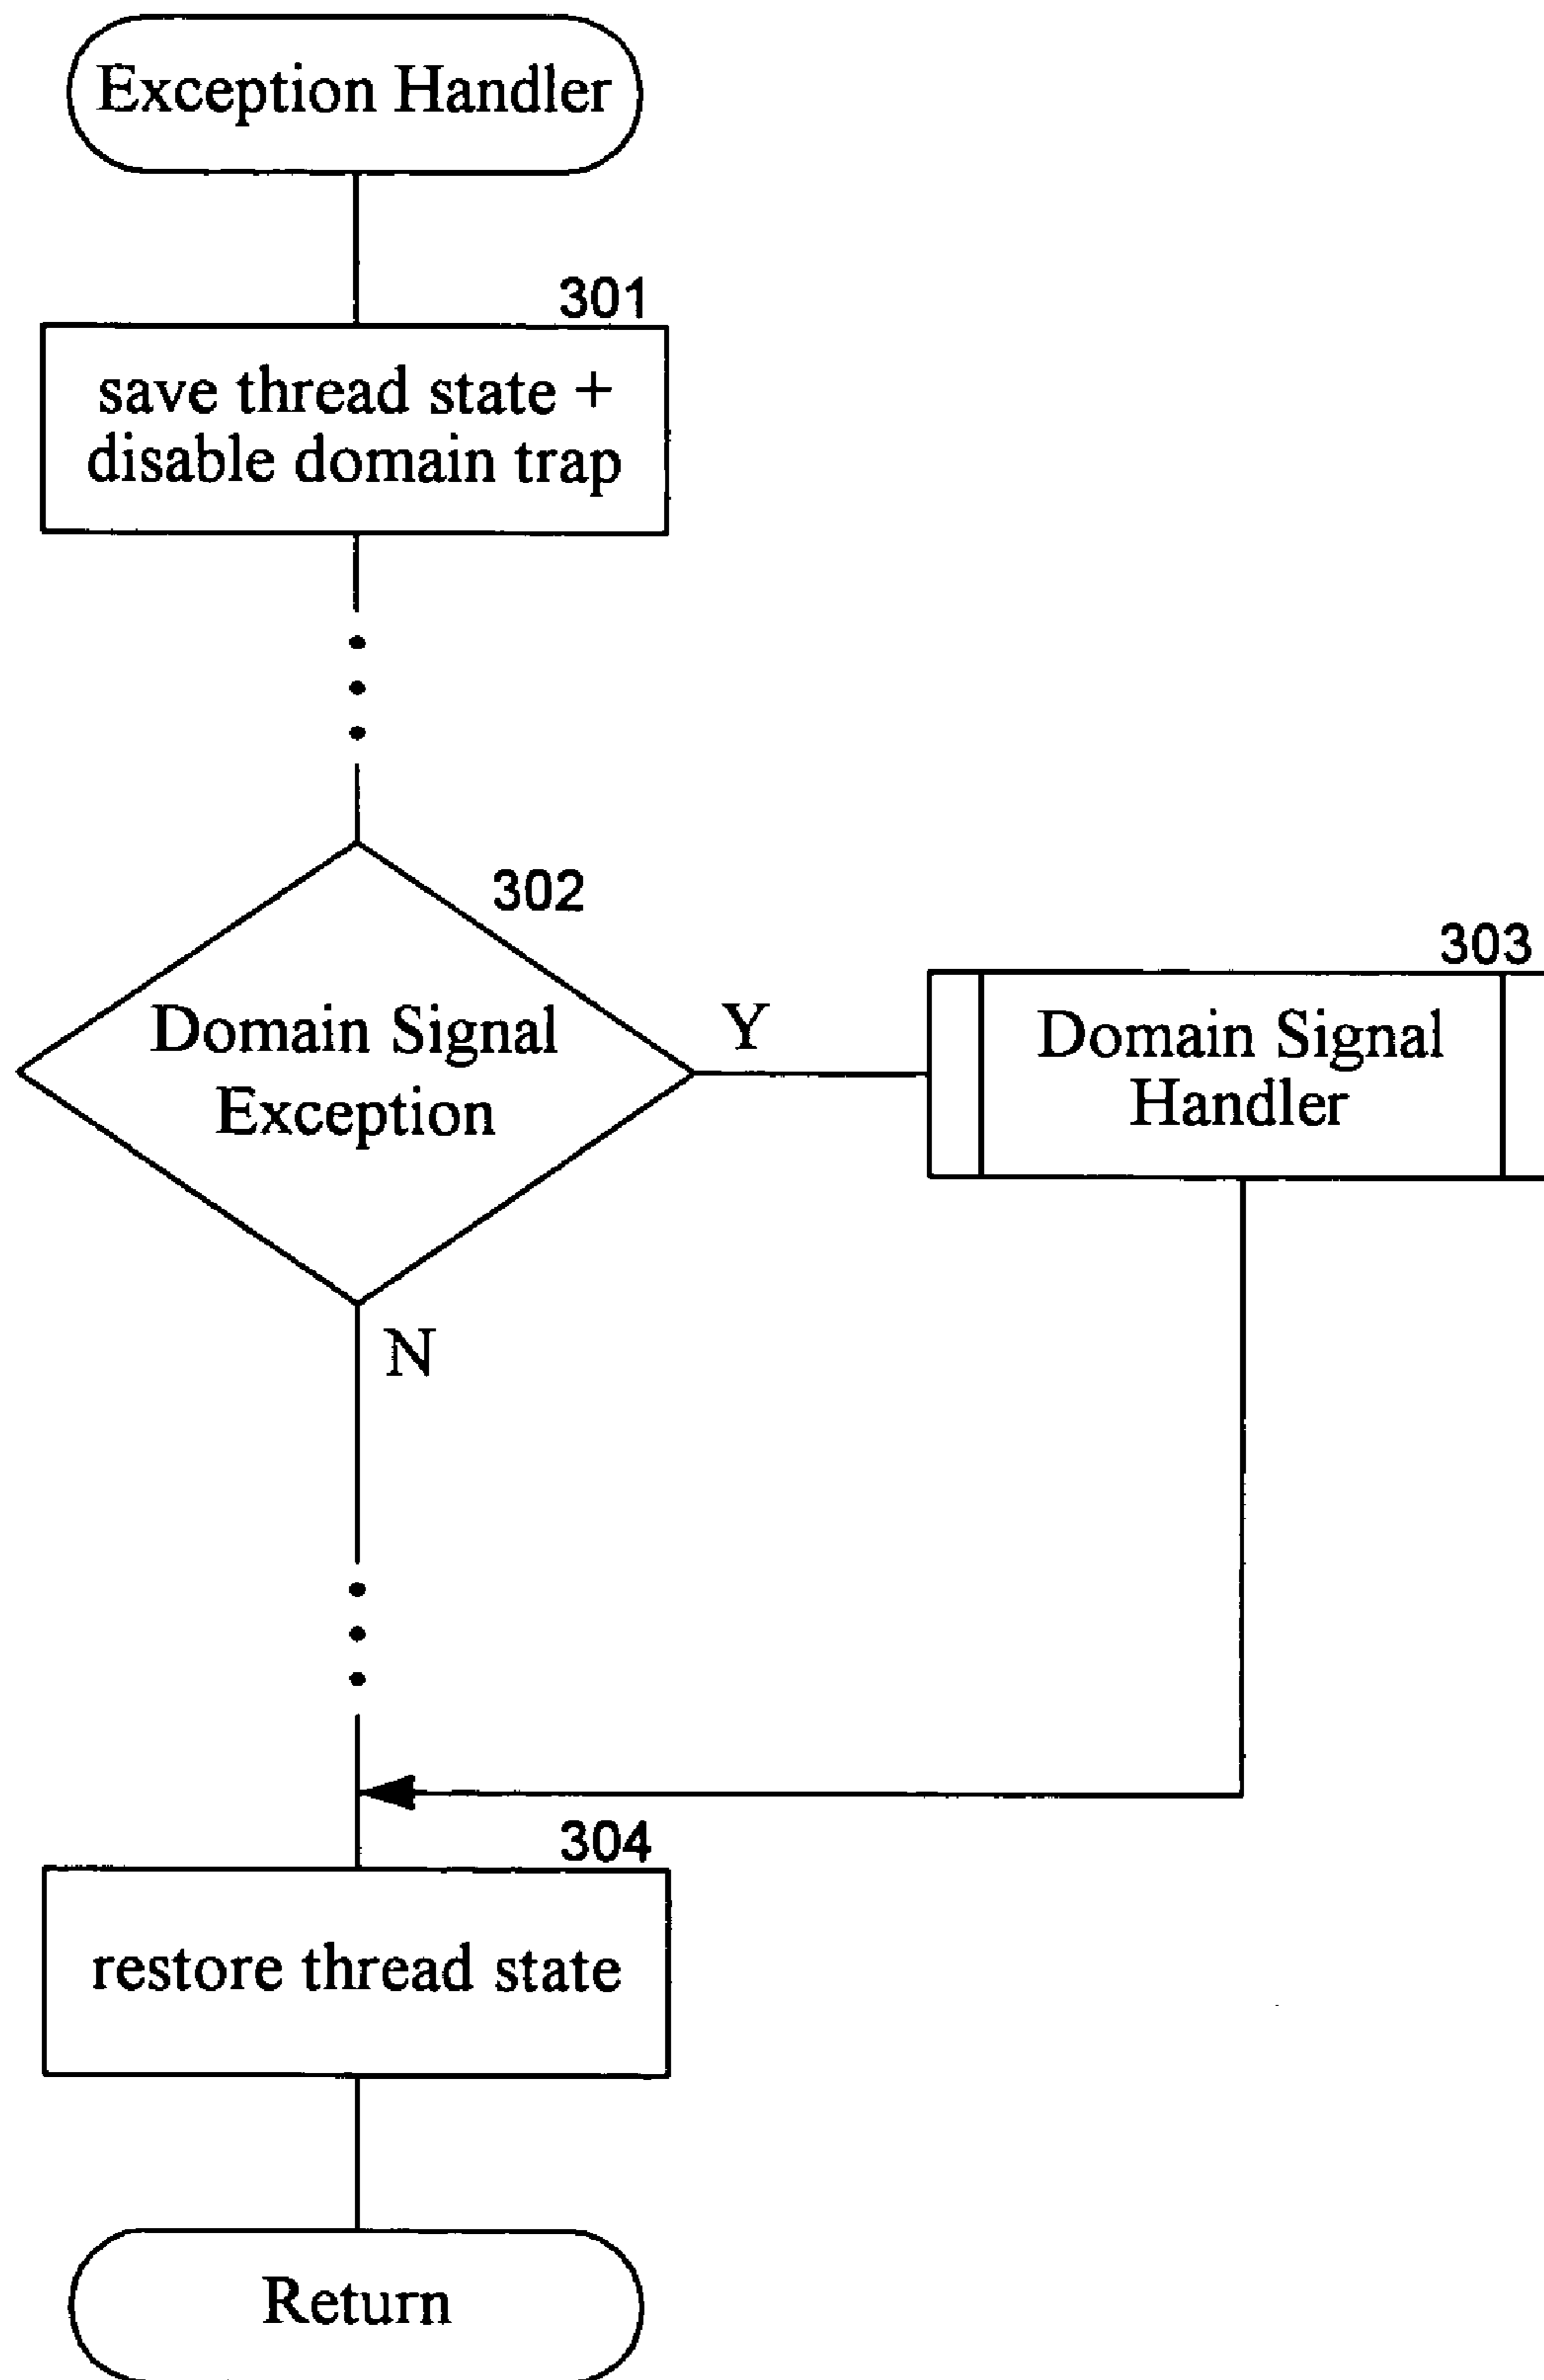 Exception Handler
301
save thread state +
disable domain trap
302
Domain Signal
Exception
Y
303
Domain Signal
Handler
N
304
restore thread state
Return